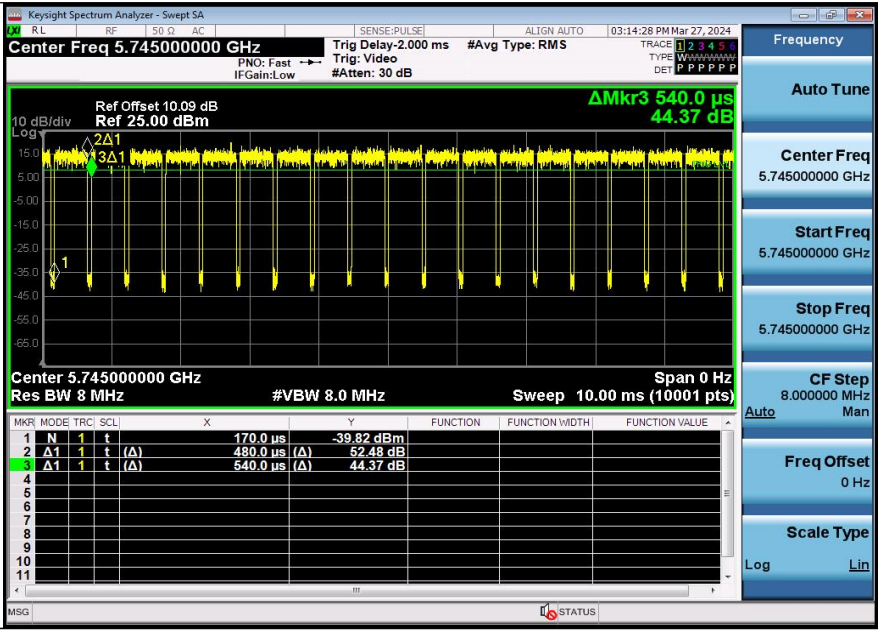 Keysight Spectrum Analyzer - Swept SA
LXI RL RF 50 Ω AC SENSE:PULSE ALIGN AUTO 03:14:28 PM Mar 27, 2024
Center Freq 5.745000000 GHz
PNO: Fast
IFGain:Low
Trig Delay-2.000 ms
Trig: Video
#Atten: 30 dB
#Avg Type: RMS
TRACE 1 2 3 4 5 6
TYPE WWWWWW
DET P P P P P P
ΔMkr3 540.0 µs
44.37 dB
Ref Offset 10.09 dB
10 dB/div Ref 25.00 dBm
Log
2Δ1
3Δ1
1
15.0
5.00
-5.00
-15.0
-25.0
-35.0
-45.0
-55.0
-65.0
Center 5.745000000 GHz Span 0 Hz
Res BW 8 MHz #VBW 8.0 MHz Sweep 10.00 ms (10001 pts)
MKR MODE TRC SCL X Y FUNCTION FUNCTION WIDTH FUNCTION VALUE
1 N 1 t 170.0 µs -39.82 dBm
2 Δ1 1 t (Δ) 480.0 µs (Δ) 52.48 dB
3 Δ1 1 t (Δ) 540.0 µs (Δ) 44.37 dB
4
5
6
7
8
9
10
11
MSG STATUS
Frequency
Auto Tune
Center Freq
5.745000000 GHz
Start Freq
5.745000000 GHz
Stop Freq
5.745000000 GHz
CF Step
8.000000 MHz
Auto Man
Freq Offset
0 Hz
Scale Type
Log Lin